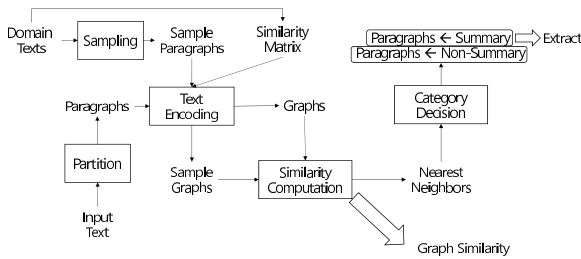 Domain
Texts
Sampling
Sample
Paragraphs
Similarity
Matrix
Paragraphs ← Summary
Extract
Paragraphs ← Non-Summary
Paragraphs
Text
Encoding
Graphs
Category
Decision
Partition
Sample
Graphs
Similarity
Computation
Nearest
Neighbors
Input
Text
Graph Similarity